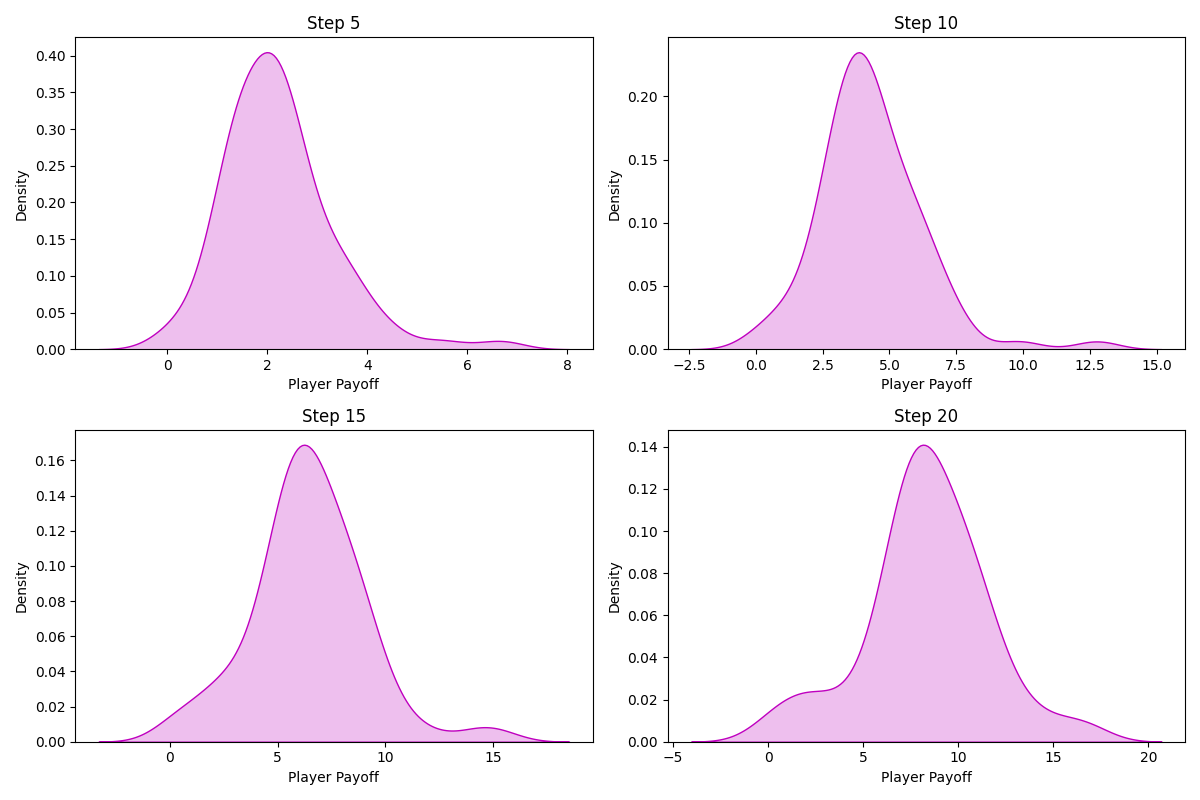 Step 5
0.40
0.35
0.30
0.25
0.20
0.15
0.10
0.05
0.00
Density
0 2 4 6 8
Player Payoff
Step 10
0.20
0.15
0.10
0.05
0.00
Density
−2.5 0.0 2.5 5.0 7.5 10.0 12.5 15.0
Player Payoff
Step 15
0.16
0.14
0.12
0.10
0.08
0.06
0.04
0.02
0.00
Density
0 5 10 15
Player Payoff
Step 20
0.14
0.12
0.10
0.08
0.06
0.04
0.02
0.00
Density
−5 0 5 10 15 20
Player Payoff